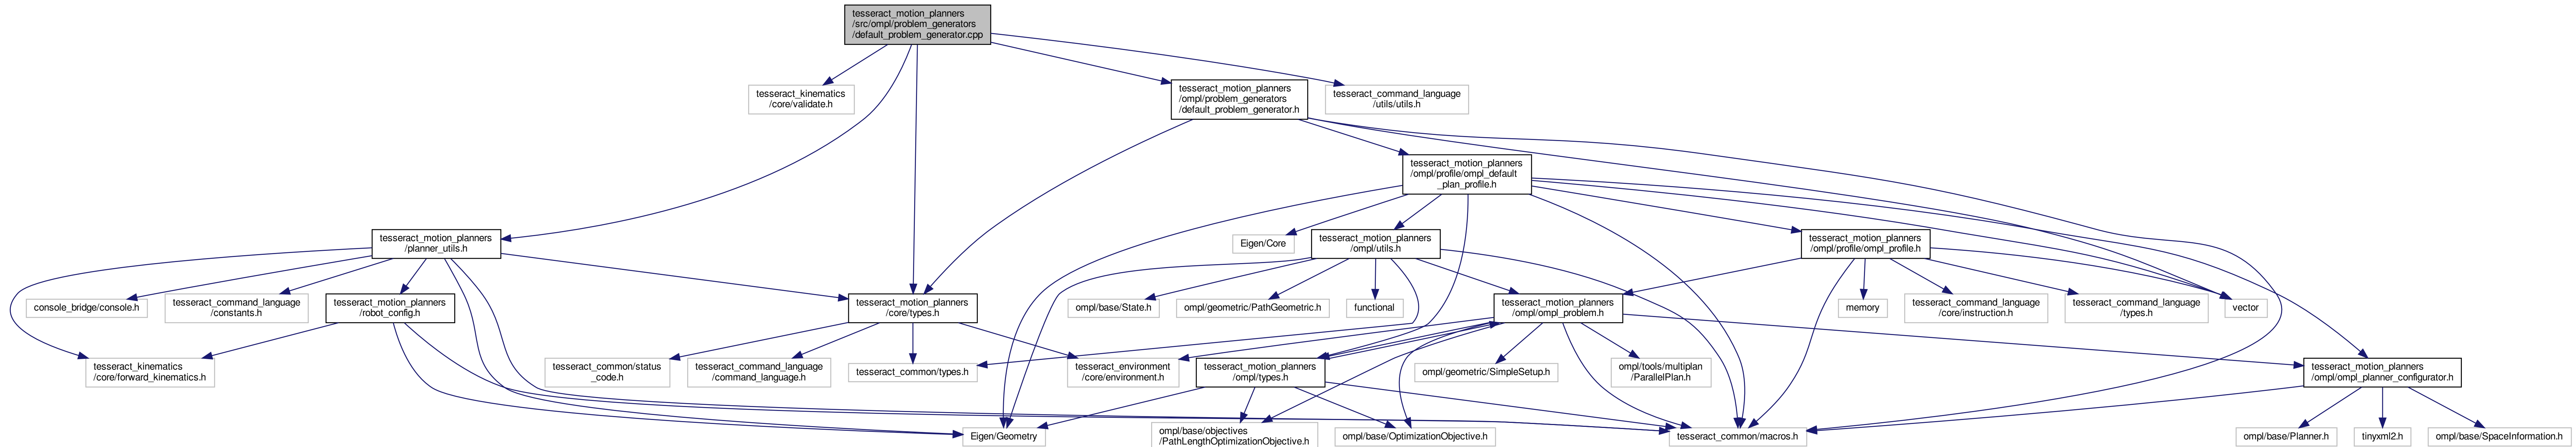 tesseract_motion_planners
/src/ompl/problem_generators
/default_problem_generator.cpp
tesseract_kinematics
/core/validate.h
tesseract_motion_planners
/ompl/problem_generators
/default_problem_generator.h
tesseract_command_language
/utils/utils.h
tesseract_motion_planners
/ompl/profile/ompl_default
_plan_profile.h
tesseract_motion_planners
/planner_utils.h
Eigen/Core
tesseract_motion_planners
/ompl/utils.h
tesseract_motion_planners
/ompl/profile/ompl_profile.h
console_bridge/console.h
tesseract_command_language
/constants.h
tesseract_motion_planners
/robot_config.h
tesseract_motion_planners
/core/types.h
ompl/base/State.h
ompl/geometric/PathGeometric.h
functional
tesseract_motion_planners
/ompl/ompl_problem.h
memory
tesseract_command_language
/core/instruction.h
tesseract_command_language
/types.h
vector
tesseract_kinematics
/core/forward_kinematics.h
tesseract_common/status
_code.h
tesseract_command_language
/command_language.h
tesseract_common/types.h
tesseract_environment
/core/environment.h
tesseract_motion_planners
/ompl/types.h
ompl/geometric/SimpleSetup.h
ompl/tools/multiplan
/ParallelPlan.h
tesseract_motion_planners
/ompl/ompl_planner_configurator.h
Eigen/Geometry
ompl/base/objectives
/PathLengthOptimizationObjective.h
ompl/base/OptimizationObjective.h
tesseract_common/macros.h
ompl/base/Planner.h
tinyxml2.h
ompl/base/SpaceInformation.h